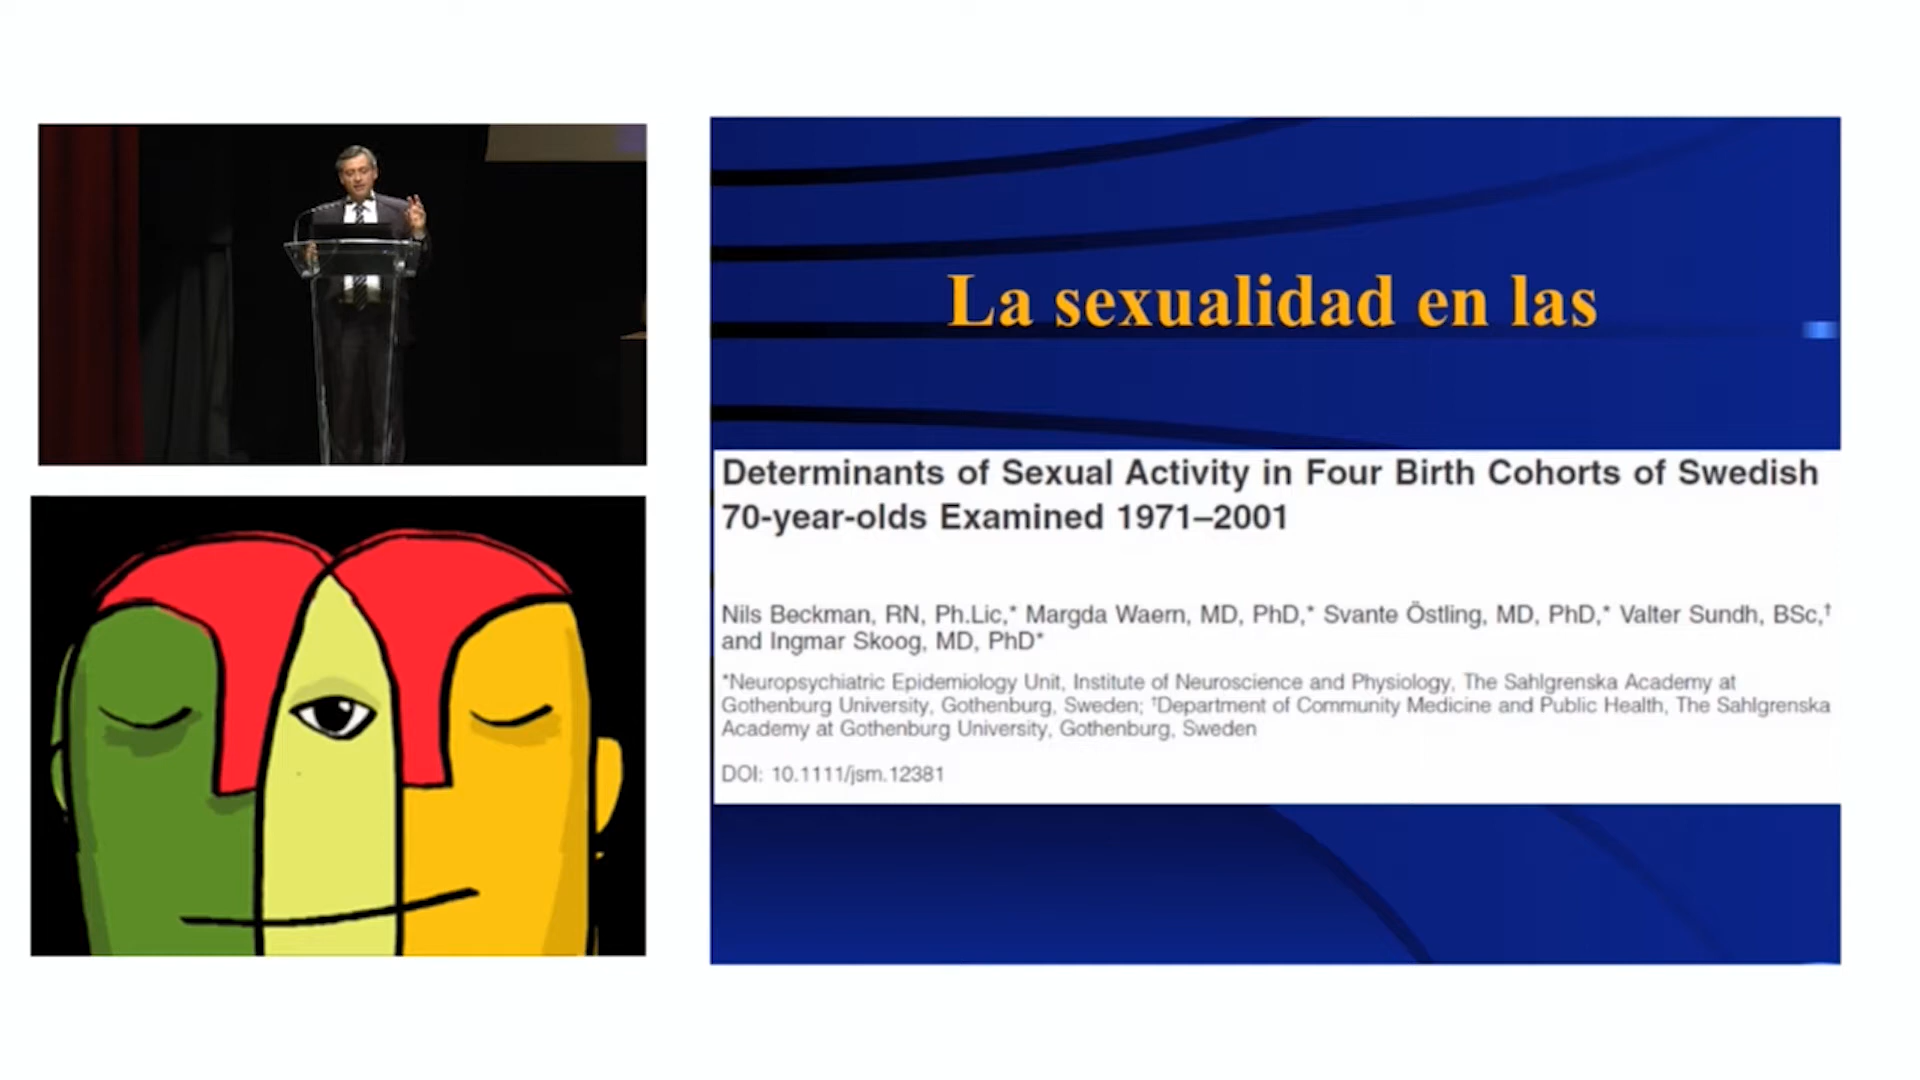 La sexualidad en las
Determinants of Sexual Activity in Four Birth Cohorts of Swedish
70-year-olds Examined 1971–2001
Nils Beckman, RN, Ph.Lic,* Margda Waern, MD, PhD,* Svante Östling, MD, PhD,* Valter Sundh, BSc,†
and Ingmar Skoog, MD, PhD*
*Neuropsychiatric Epidemiology Unit, Institute of Neuroscience and Physiology, The Sahlgrenska Academy at
Gothenburg University, Gothenburg, Sweden; †Department of Community Medicine and Public Health, The Sahlgrenska
Academy at Gothenburg University, Gothenburg, Sweden
DOI: 10.1111/jsm.12381